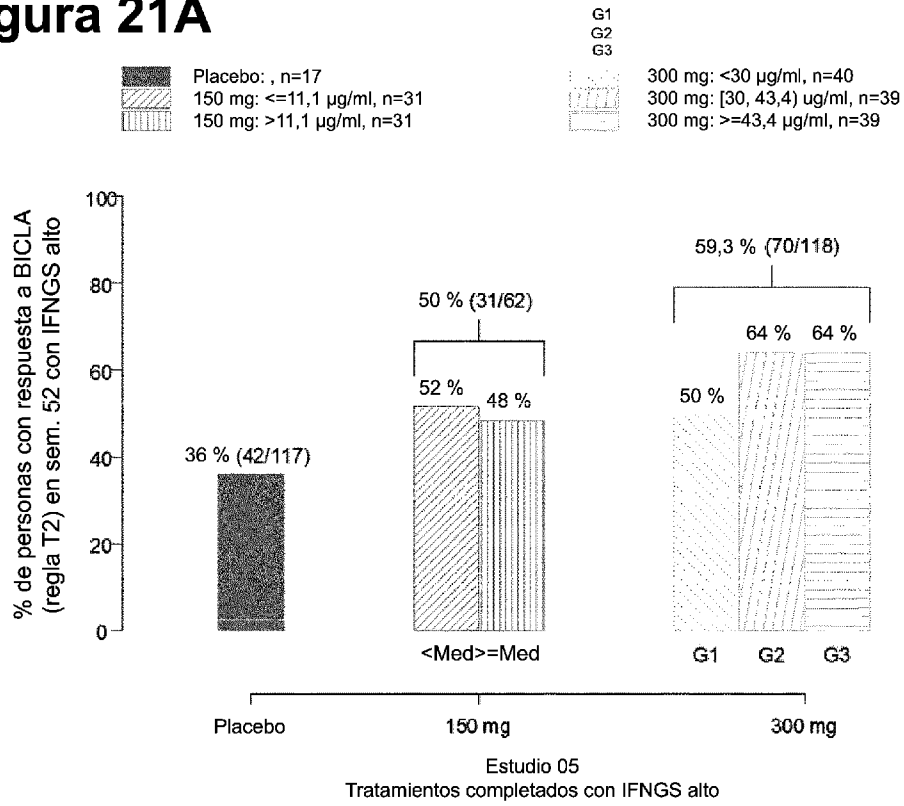 gura 21A
G1
G2
G3
Placebo: , n=17
150 mg: <=11,1 µg/ml, n=31
150 mg: >11,1 µg/ml, n=31
300 mg: <30 µg/ml, n=40
300 mg: [30, 43,4) ug/ml, n=39
300 mg: >=43,4 µg/ml, n=39
% de personas con respuesta a BICLA
(regla T2) en sem. 52 con IFNGS alto
100
80
60
40
20
0
36 % (42/117)
50 % (31/62)
52 %
48 %
59,3 % (70/118)
50 %
64 %
64 %
<Med>=Med
G1
G2
G3
Placebo
150 mg
300 mg
Estudio 05
Tratamientos completados con IFNGS alto